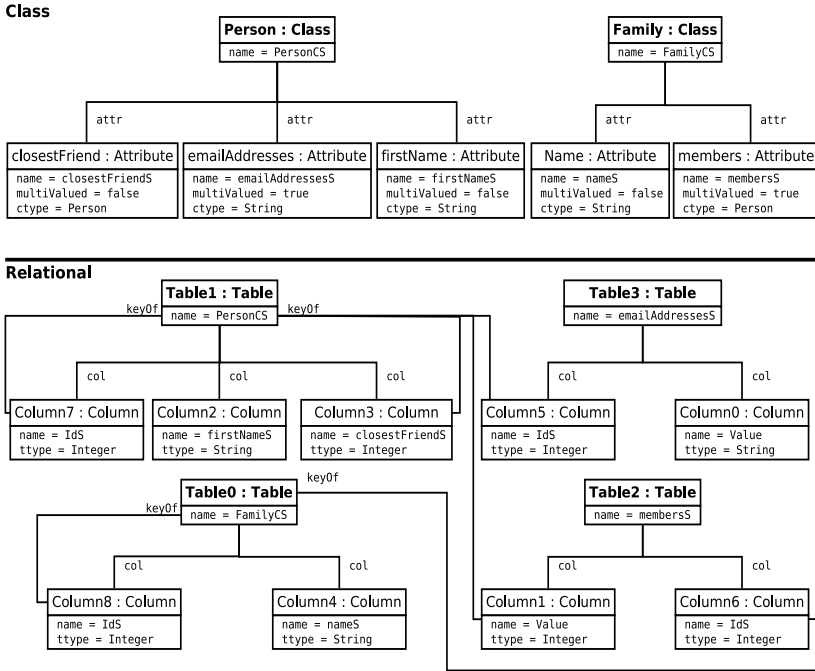 Class
Person : Class
name = PersonCS
Family : Class
name = FamilyCS
attr
attr
attr
attr
attr
closestFriend : Attribute
name = closestFriendS
multiValued = false
ctype = Person
emailAddresses : Attribute
name = emailAddressesS
multiValued = true
ctype = String
firstName : Attribute
name = firstNameS
multiValued = false
ctype = String
Name : Attribute
name = nameS
multiValued = false
ctype = String
members : Attribute
name = membersS
multiValued = true
ctype = Person
Relational
keyOf
Table1 : Table
name = PersonCS
keyOf
Table3 : Table
name = emailAddressesS
col
col
col
col
col
Column7 : Column
name = IdS
ttype = Integer
Column2 : Column
name = firstNameS
ttype = String
Column3 : Column
name = closestFriendS
ttype = Integer
Column5 : Column
name = IdS
ttype = Integer
Column0 : Column
name = Value
ttype = String
keyOf
Table0 : Table
name = FamilyCS
keyOf
Table2 : Table
name = membersS
col
col
col
col
Column8 : Column
name = IdS
ttype = Integer
Column4 : Column
name = nameS
ttype = String
Column1 : Column
name = Value
ttype = Integer
Column6 : Column
name = IdS
ttype = Integer